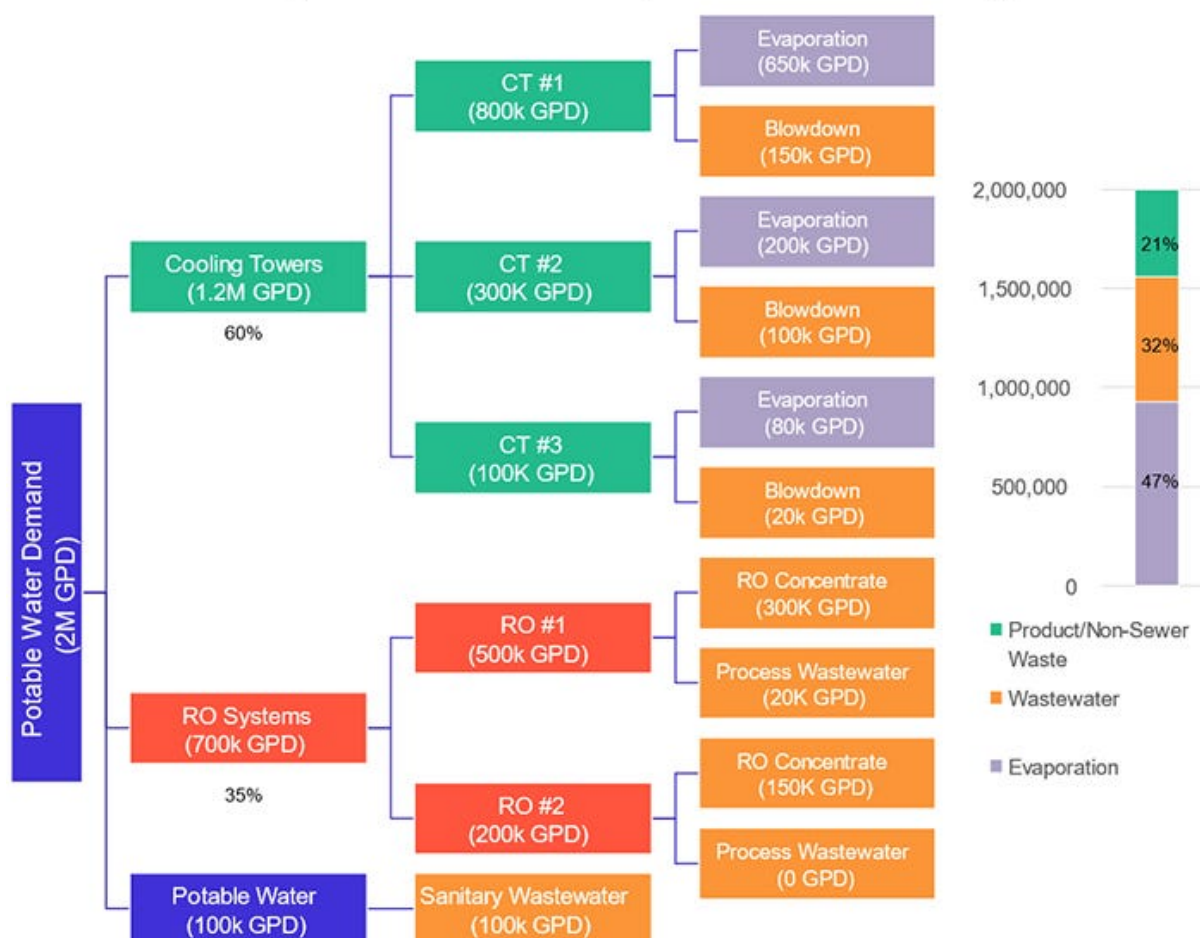 Potable Water Demand
(2M GPD)
Cooling Towers
(1.2M GPD)
60%
CT #1
(800k GPD)
Evaporation
(650k GPD)
Blowdown
(150k GPD)
CT #2
(300K GPD)
Evaporation
(200k GPD)
Blowdown
(100k GPD)
CT #3
(100K GPD)
Evaporation
(80k GPD)
Blowdown
(20k GPD)
RO Systems
(700k GPD)
35%
RO #1
(500k GPD)
RO Concentrate
(300K GPD)
Process Wastewater
(20K GPD)
RO #2
(200k GPD)
RO Concentrate
(150K GPD)
Process Wastewater
(0 GPD)
Potable Water
(100k GPD)
Sanitary Wastewater
(100k GPD)
2,000,000
1,500,000
1,000,000
500,000
0
21%
32%
47%
Product/Non-Sewer
Waste
Wastewater
Evaporation